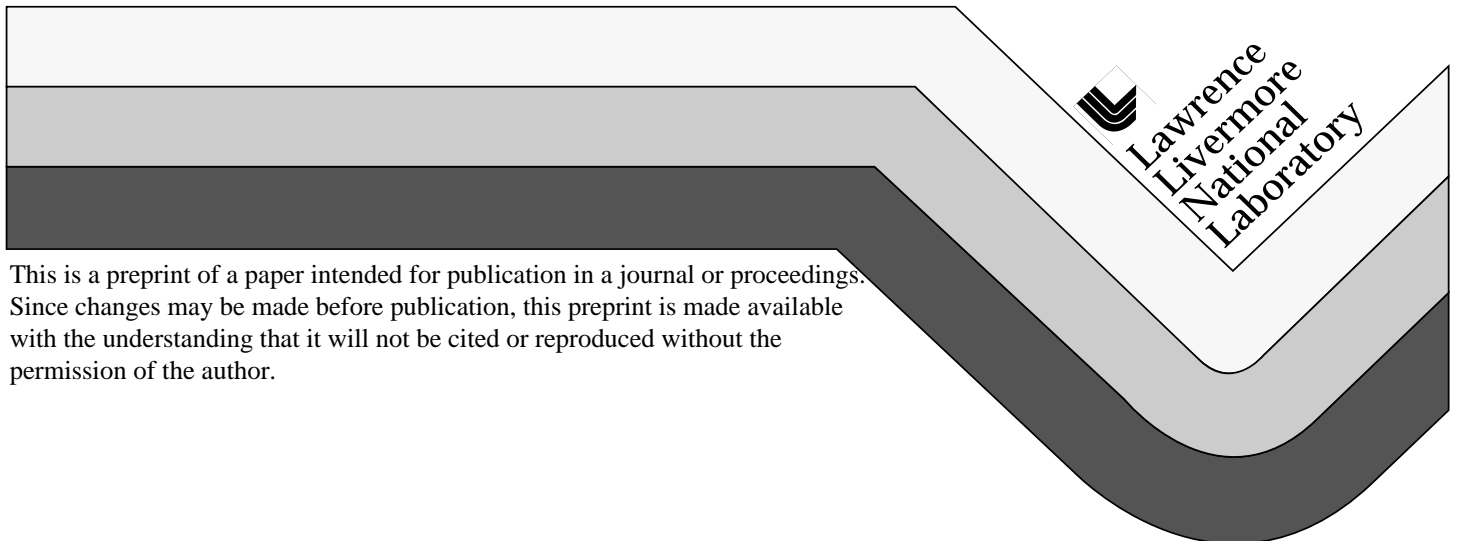 Lawrence
Livermore
National
Laboratory
This is a preprint of a paper intended for publication in a journal or proceedings.
Since changes may be made before publication, this preprint is made available
with the understanding that it will not be cited or reproduced without the
permission of the author.